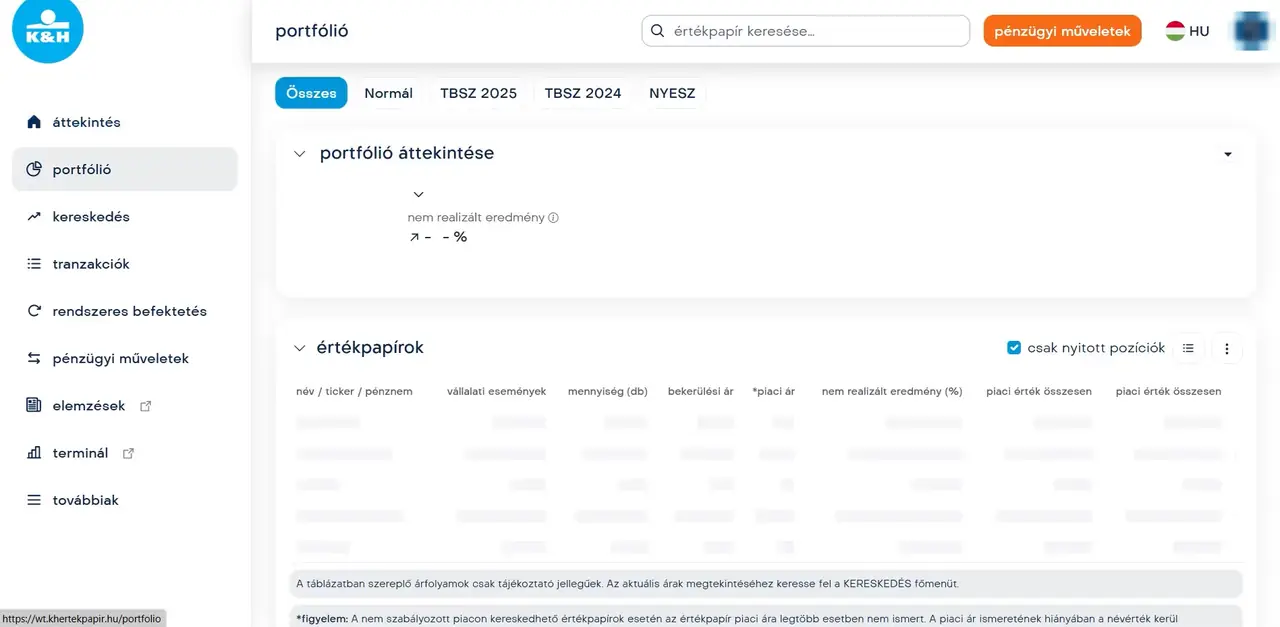 K&H
portfólió
értékpapír keresése...
pénzügyi műveletek
HU
áttekintés
portfólió
kereskedés
tranzakciók
rendszeres befektetés
pénzügyi műveletek
elemzések
terminál
továbbiak
Összes
Normál
TBSZ 2025
TBSZ 2024
NYESZ
portfólió áttekintése
nem realizált eredmény
- - %
értékpapírok
csak nyitott pozíciók
név / ticker / pénznem
vállalati események
mennyiség (db)
bekerülési ár
*piaci ár
nem realizált eredmény (%)
piaci érték összesen
piaci érték összesen
A táblázatban szereplő árfolyamok csak tájékoztató jellegűek. Az aktuális árak megtekintéséhez keresse fel a KERESKEDÉS főmenüt.
*figyelem: A nem szabályozott piacon kereskedhető értékpapírok esetén az értékpapír piaci ára legtöbb esetben nem ismert. A piaci ár ismeretének hiányában a névérték kerül
https://wt.khertekpapir.hu/portfolio